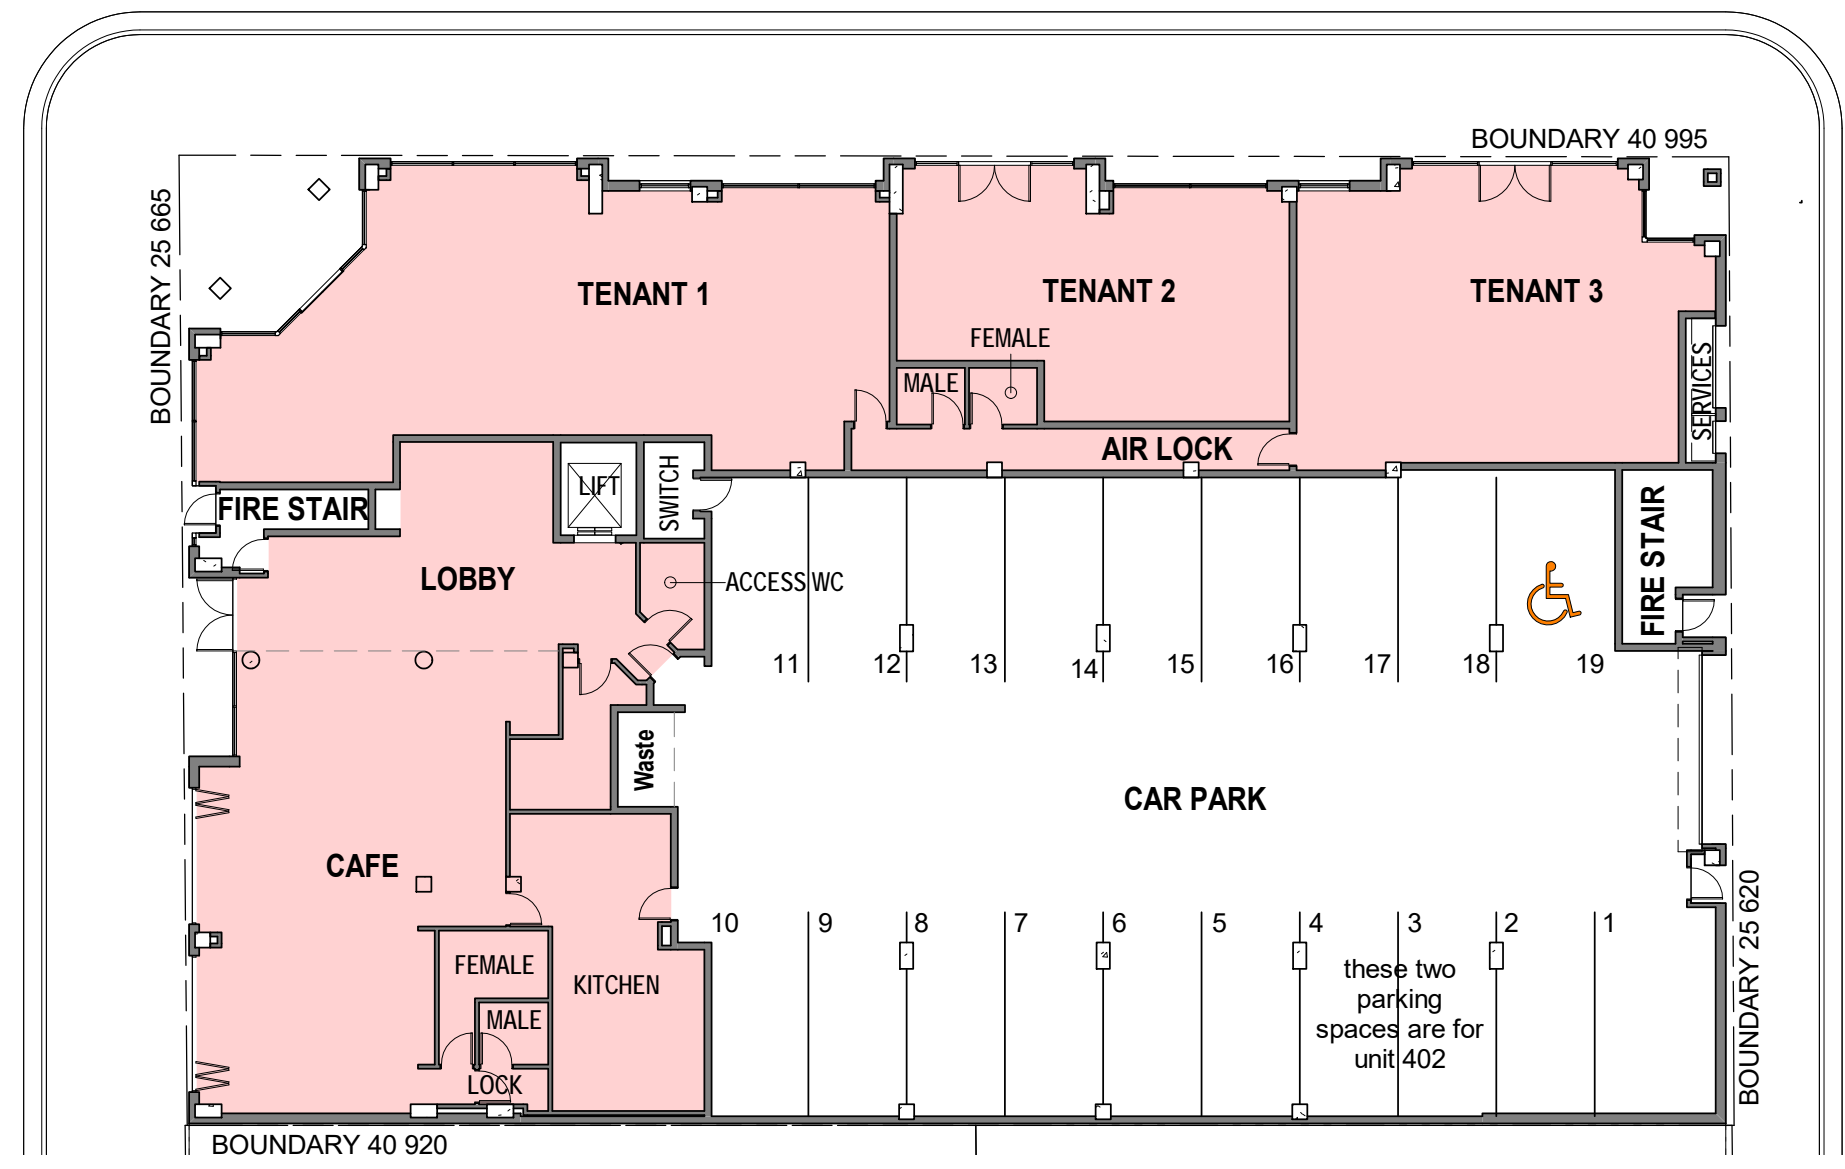 BOUNDARY 40 995
BOUNDARY 25 665
TENANT 1
TENANT 2
TENANT 3
FEMALE
MALE
SERVICES
AIR LOCK
LIFT
SWITCH
FIRE STAIR
FIRE STAIR
LOBBY
ACCESS WC
11
12
13
14
15
16
17
18
19
Waste
CAR PARK
CAFE
10
9
8
7
6
5
4
3
2
1
FEMALE
KITCHEN
MALE
LOCK
these two
parking
spaces are for
unit 402
BOUNDARY 25 620
BOUNDARY 40 920